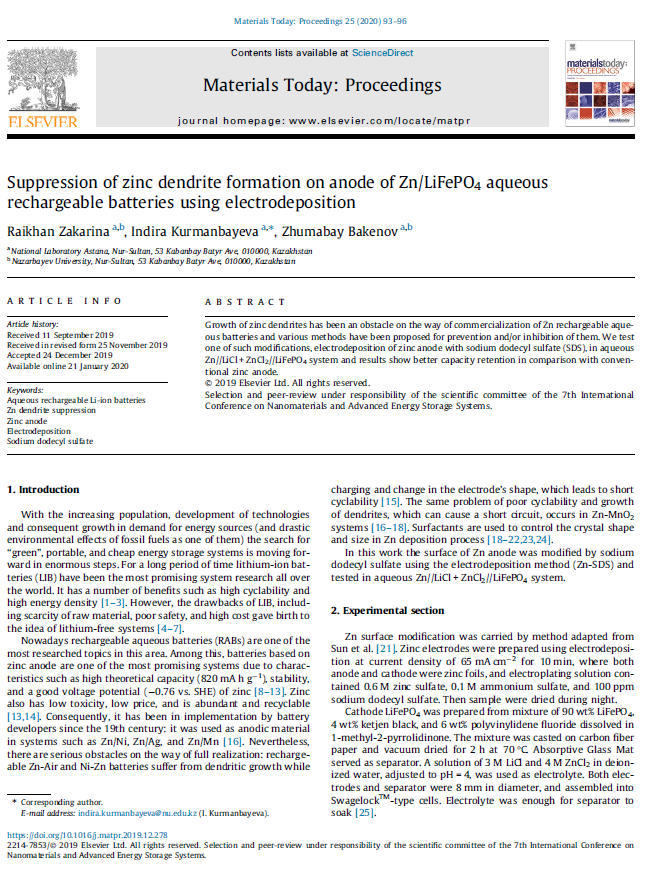 Materials Today: Proceedings 25 (2020) 93–96
Contents lists available at ScienceDirect
Materials Today: Proceedings
journal homepage: www.elsevier.com/locate/matpr
ELSEVIER
materialstoday:
PROCEEDINGS
Suppression of zinc dendrite formation on anode of Zn/LiFePO4 aqueous
rechargeable batteries using electrodeposition
Raikhan Zakarina a,b, Indira Kurmanbayeva a,*, Zhumabay Bakenov a,b
a National Laboratory Astana, Nur-Sultan, 53 Kabanbay Batyr Ave, 010000, Kazakhstan
b Nazarbayev University, Nur-Sultan, 53 Kabanbay Batyr Ave, 010000, Kazakhstan
ARTICLE INFO
Article history:
Received 11 September 2019
Received in revised form 25 November 2019
Accepted 24 December 2019
Available online 21 January 2020
Keywords:
Aqueous rechargeable Li-ion batteries
Zn dendrite suppression
Zinc anode
Electrodeposition
Sodium dodecyl sulfate
ABSTRACT
Growth of zinc dendrites has been an obstacle on the way of commercialization of Zn rechargeable aque-
ous batteries and various methods have been proposed for prevention and/or inhibition of them. We test
one of such modifications, electrodeposition of zinc anode with sodium dodecyl sulfate (SDS), in aqueous
Zn//LiCl + ZnCl2//LiFePO4 system and results show better capacity retention in comparison with conven-
tional zinc anode.
© 2019 Elsevier Ltd. All rights reserved.
Selection and peer-review under responsibility of the scientific committee of the 7th International
Conference on Nanomaterials and Advanced Energy Storage Systems.
1. Introduction
With the increasing population, development of technologies
and consequent growth in demand for energy sources (and drastic
environmental effects of fossil fuels as one of them) the search for
“green”, portable, and cheap energy storage systems is moving for-
ward in enormous steps. For a long period of time lithium-ion bat-
teries (LIB) have been the most promising system research all over
the world. It has a number of benefits such as high cyclability and
high energy density [1–3]. However, the drawbacks of LIB, includ-
ing scarcity of raw material, poor safety, and high cost gave birth to
the idea of lithium-free systems [4–7].
Nowadays rechargeable aqueous batteries (RABs) are one of the
most researched topics in this area. Among this, batteries based on
zinc anode are one of the most promising systems due to charac-
teristics such as high theoretical capacity (820 mA h g−1), stability,
and a good voltage potential (−0.76 vs. SHE) of zinc [8–13]. Zinc
also has low toxicity, low price, and is abundant and recyclable
[13,14]. Consequently, it has been in implementation by battery
developers since the 19th century: it was used as anodic material
in systems such as Zn/Ni, Zn/Ag, and Zn/Mn [16]. Nevertheless,
there are serious obstacles on the way of full realization: recharge-
able Zn-Air and Ni-Zn batteries suffer from dendritic growth while
charging and change in the electrode’s shape, which leads to short
cyclability [15]. The same problem of poor cyclability and growth
of dendrites, which can cause a short circuit, occurs in Zn-MnO2
systems [16–18]. Surfactants are used to control the crystal shape
and size in Zn deposition process [18–22,23,24].
In this work the surface of Zn anode was modified by sodium
dodecyl sulfate using the electrodeposition method (Zn-SDS) and
tested in aqueous Zn//LiCl + ZnCl2//LiFePO4 system.
2. Experimental section
Zn surface modification was carried by method adapted from
Sun et al. [21]. Zinc electrodes were prepared using electrodeposi-
tion at current density of 65 mA cm−2 for 10 min, where both
anode and cathode were zinc foils, and electroplating solution con-
tained 0.6 M zinc sulfate, 0.1 M ammonium sulfate, and 100 ppm
sodium dodecyl sulfate. Then sample were dried during night.
Cathode LiFePO4 was prepared from mixture of 90 wt% LiFePO4,
4 wt% ketjen black, and 6 wt% polyvinylidene fluoride dissolved in
1-methyl-2-pyrrolidinone. The mixture was casted on carbon fiber
paper and vacuum dried for 2 h at 70 °C. Absorptive Glass Mat
served as separator. A solution of 3 M LiCl and 4 M ZnCl2 in deion-
ized water, adjusted to pH = 4, was used as electrolyte. Both elec-
trodes and separator were 8 mm in diameter, and assembled into
Swagelock™-type cells. Electrolyte was enough for separator to
soak [25].
* Corresponding author.
E-mail address: indira.kurmanbayeva@nu.edu.kz (I. Kurmanbayeva).
https://doi.org/10.1016/j.matpr.2019.12.278
2214-7853/© 2019 Elsevier Ltd. All rights reserved. Selection and peer-review under responsibility of the scientific committee of the 7th International Conference on
Nanomaterials and Advanced Energy Storage Systems.